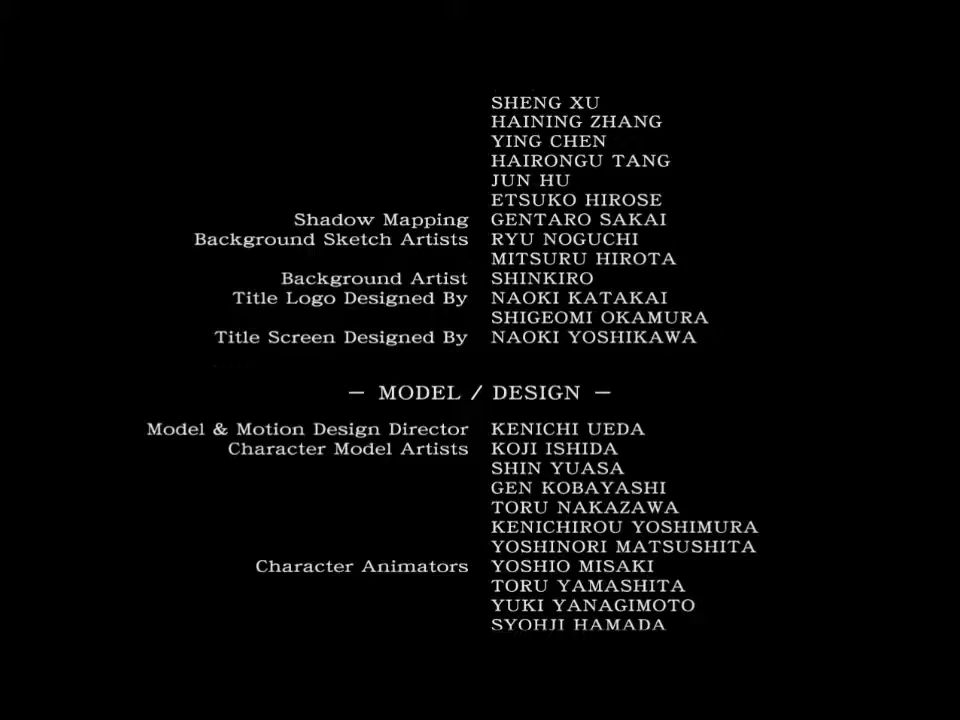 SHENG XU
HAINING ZHANG
YING CHEN
HAIRONGU TANG
JUN HU
ETSUKO HIROSE
Shadow Mapping GENTARO SAKAI
Background Sketch Artists RYU NOGUCHI
MITSURU HIROTA
Background Artist SHINKIRO
Title Logo Designed By NAOKI KATAKAI
SHIGEOMI OKAMURA
Title Screen Designed By NAOKI YOSHIKAWA
— MODEL / DESIGN —
Model & Motion Design Director KENICHI UEDA
Character Model Artists KOJI ISHIDA
SHIN YUASA
GEN KOBAYASHI
TORU NAKAZAWA
KENICHIROU YOSHIMURA
YOSHINORI MATSUSHITA
Character Animators YOSHIO MISAKI
TORU YAMASHITA
YUKI YANAGIMOTO
SYOHJI HAMADA